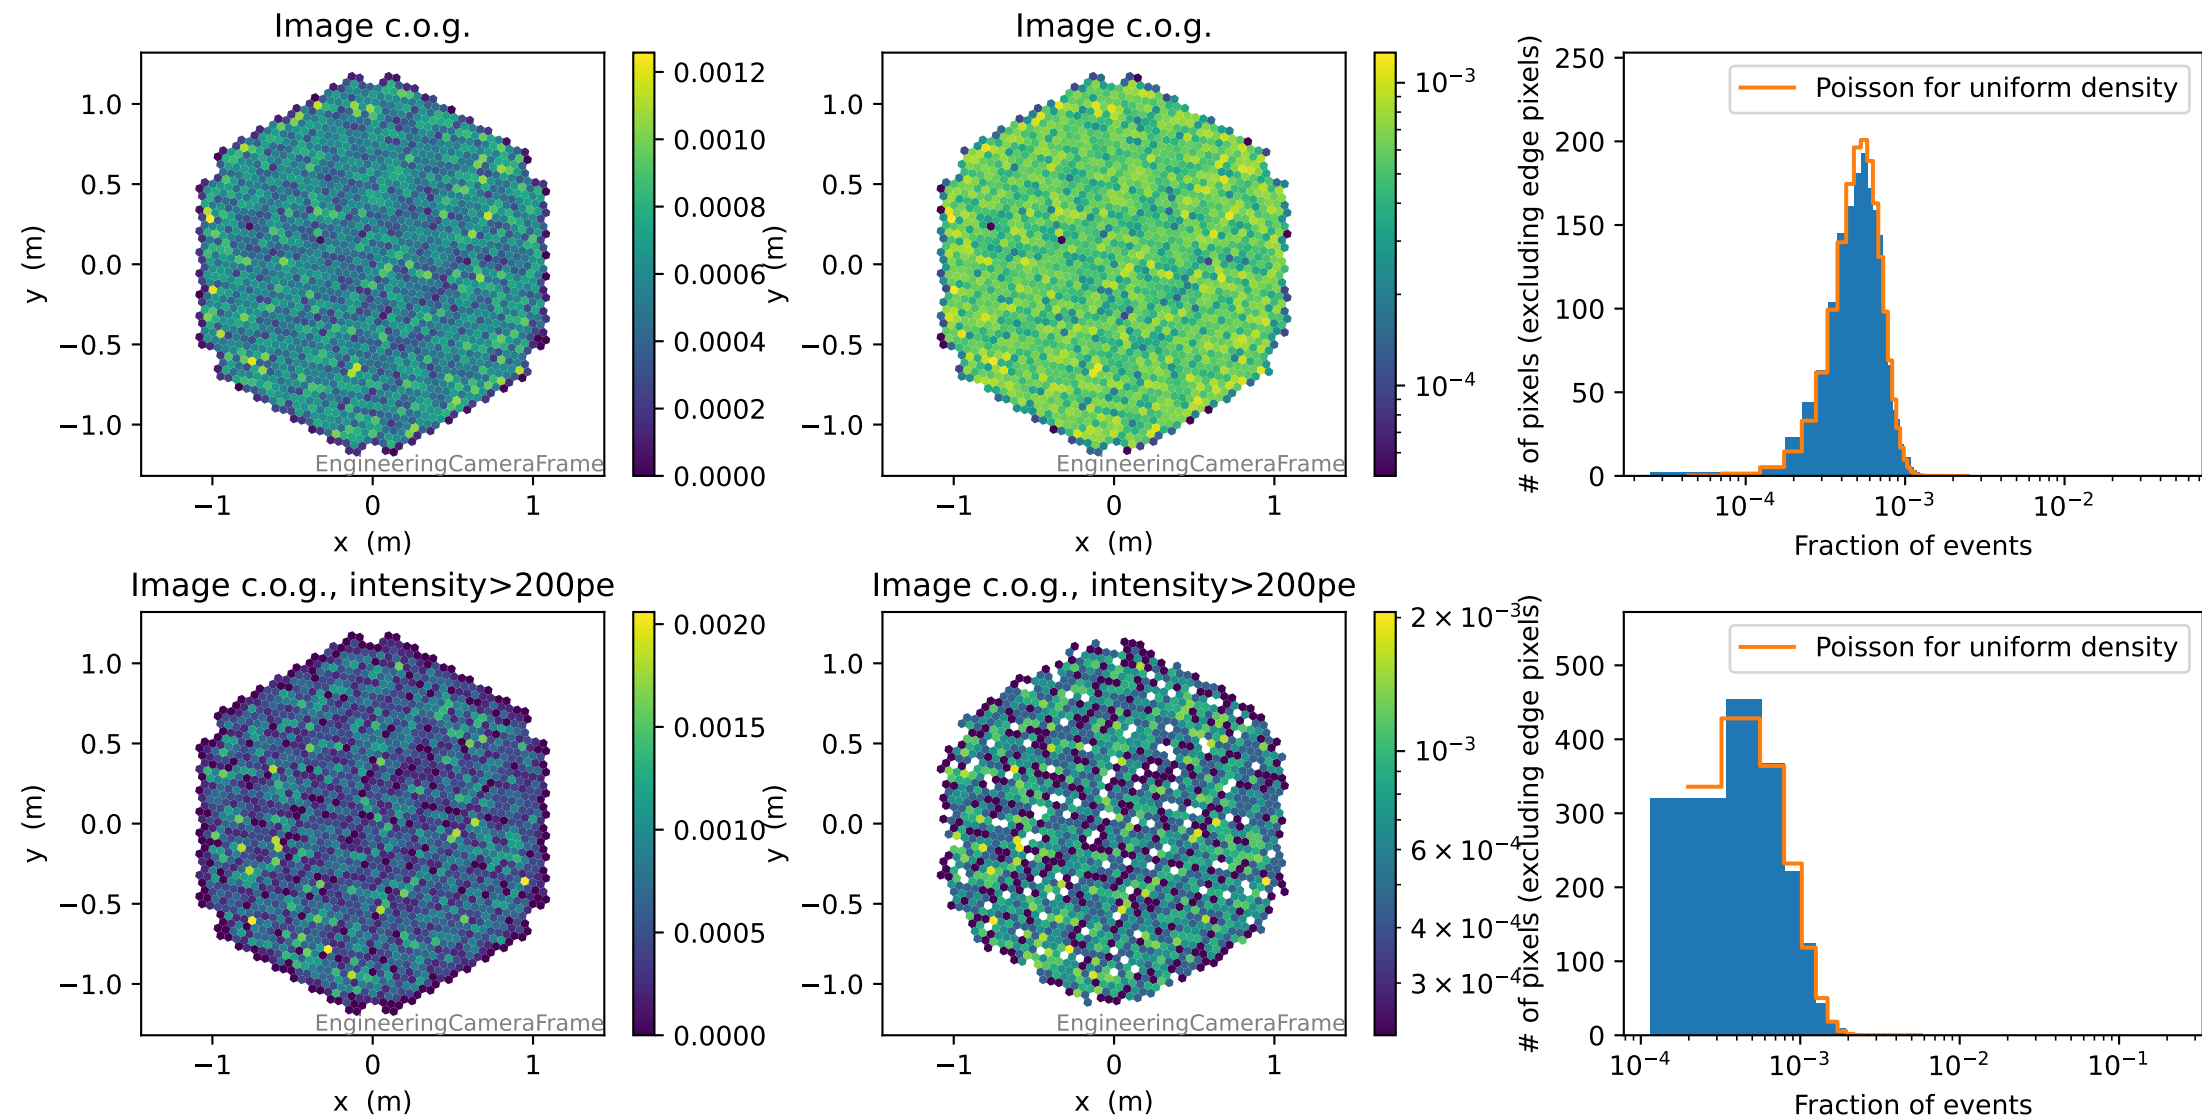 Image c.o.g.
1.0
0.5
0.0
−0.5
−1.0
y (m)
−1 0 1
x (m)
EngineeringCameraFrame
0.0012
0.0010
0.0008
0.0006
0.0004
0.0002
0.0000
Image c.o.g.
1.0
0.5
0.0
−0.5
−1.0
y (m)
−1 0 1
x (m)
EngineeringCameraFrame
10⁻³
10⁻⁴
250
200
150
100
50
0
# of pixels (excluding edge pixels)
Poisson for uniform density
10⁻⁴ 10⁻³ 10⁻²
Fraction of events
Image c.o.g., intensity>200pe
1.0
0.5
0.0
−0.5
−1.0
y (m)
−1 0 1
x (m)
EngineeringCameraFrame
0.0020
0.0015
0.0010
0.0005
0.0000
Image c.o.g., intensity>200pe
1.0
0.5
0.0
−0.5
−1.0
y (m)
−1 0 1
x (m)
EngineeringCameraFrame
2 × 10⁻³
10⁻³
6 × 10⁻⁴
4 × 10⁻⁴
3 × 10⁻⁴
500
400
300
200
100
0
# of pixels (excluding edge pixels)
Poisson for uniform density
10⁻⁴ 10⁻³ 10⁻² 10⁻¹
Fraction of events